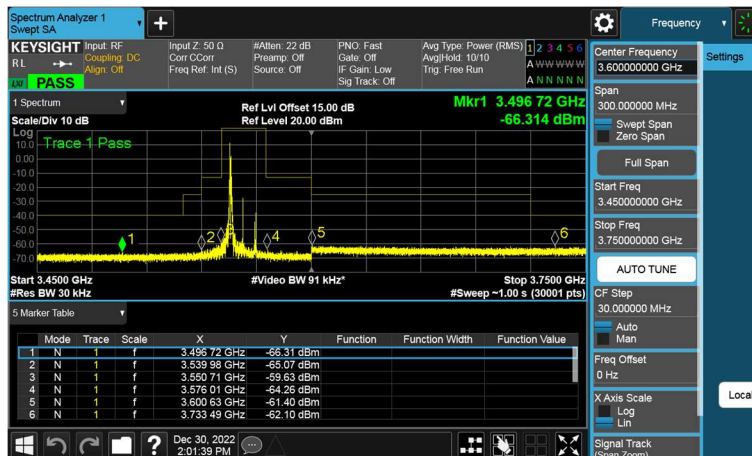 Spectrum Analyzer 1
Swept SA
Frequency
KEYSIGHT
RL
LXI
PASS
Input: RF
Coupling: DC
Align: Off
Input Z: 50 Ω
Corr CCorr
Freq Ref: Int (S)
#Atten: 22 dB
Preamp: Off
Source: Off
PNO: Fast
Gate: Off
IF Gain: Low
Sig Track: Off
Avg Type: Power (RMS)
Avg|Hold: 10/10
Trig: Free Run
1 2 3 4 5 6
A W W W W W
A N N N N N
1 Spectrum
Scale/Div 10 dB
Ref Lvl Offset 15.00 dB
Ref Level 20.00 dBm
Mkr1 3.496 72 GHz
-66.314 dBm
Log
Trace 1 Pass
10.0
0.00
-10.0
-20.0
-30.0
-40.0
-50.0
-60.0
-70.0
1
2
4
5
6
Start 3.4500 GHz
#Res BW 30 kHz
#Video BW 91 kHz*
Stop 3.7500 GHz
#Sweep ~1.00 s (30001 pts)
5 Marker Table
Mode Trace Scale X Y Function Function Width Function Value
1 N 1 f 3.496 72 GHz -66.31 dBm
2 N 1 f 3.539 98 GHz -65.07 dBm
3 N 1 f 3.550 71 GHz -59.63 dBm
4 N 1 f 3.576 01 GHz -64.26 dBm
5 N 1 f 3.600 63 GHz -61.40 dBm
6 N 1 f 3.733 49 GHz -62.10 dBm
Dec 30, 2022
2:01:39 PM
Center Frequency
3.600000000 GHz
Settings
Span
300.000000 MHz
Swept Span
Zero Span
Full Span
Start Freq
3.450000000 GHz
Stop Freq
3.750000000 GHz
AUTO TUNE
CF Step
30.000000 MHz
Auto
Man
Freq Offset
0 Hz
X Axis Scale
Log
Lin
Local
Signal Track
(Span Zoom)